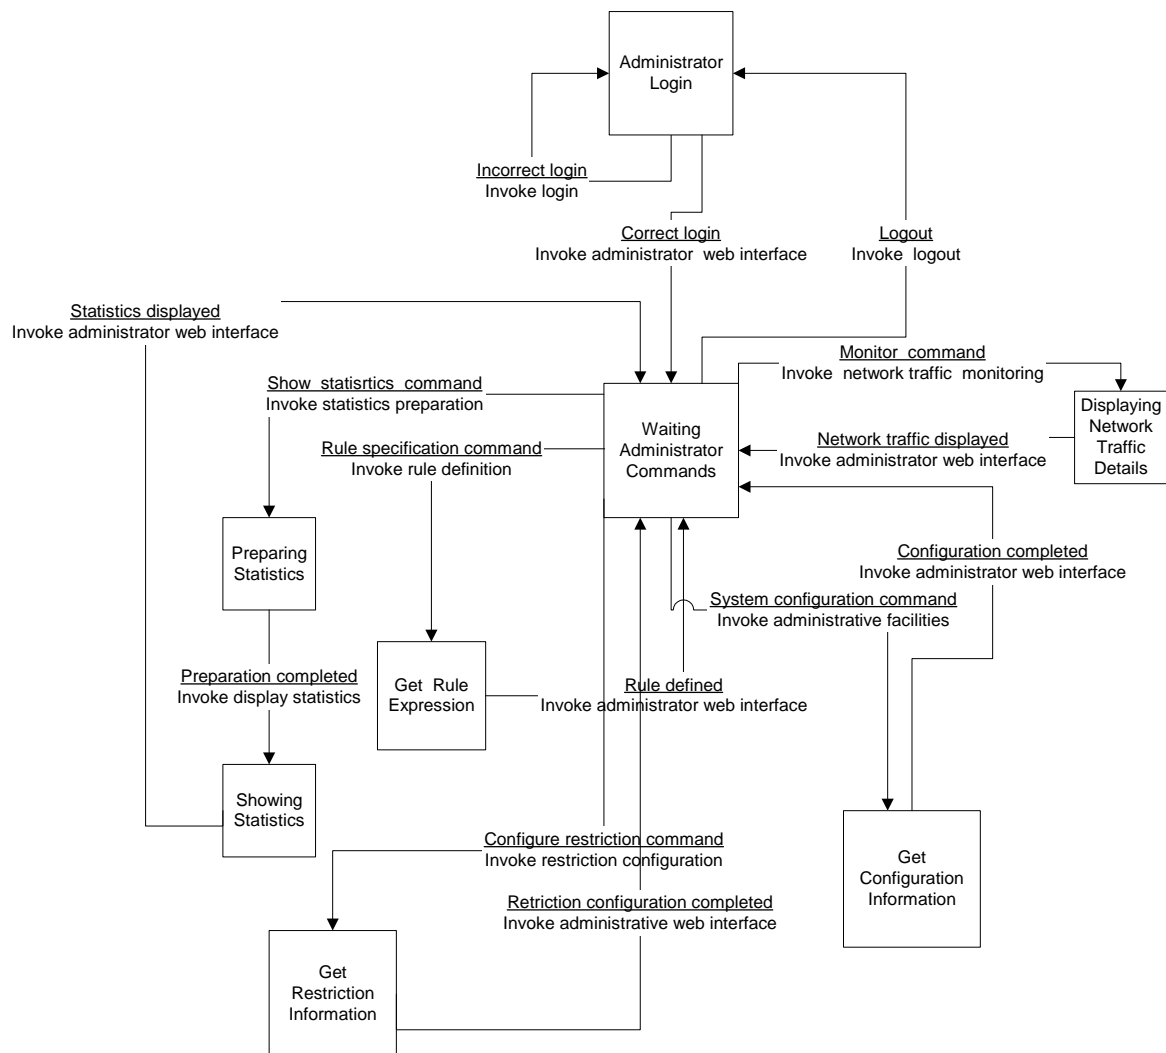 Administrator
Login
Incorrect login
Invoke login
Correct login
Invoke administrator web interface
Logout
Invoke logout
Statistics displayed
Invoke administrator web interface
Monitor command
Invoke network traffic monitoring
Show statisrtics command
Invoke statistics preparation
Waiting
Administrator
Commands
Displaying
Network
Traffic
Details
Rule specification command
Invoke rule definition
Network traffic displayed
Invoke administrator web interface
Preparing
Statistics
Configuration completed
Invoke administrator web interface
System configuration command
Invoke administrative facilities
Preparation completed
Invoke display statistics
Get Rule
Expression
Rule defined
Invoke administrator web interface
Showing
Statistics
Configure restriction command
Invoke restriction configuration
Get
Configuration
Information
Retriction configuration completed
Invoke administrative web interface
Get
Restriction
Information